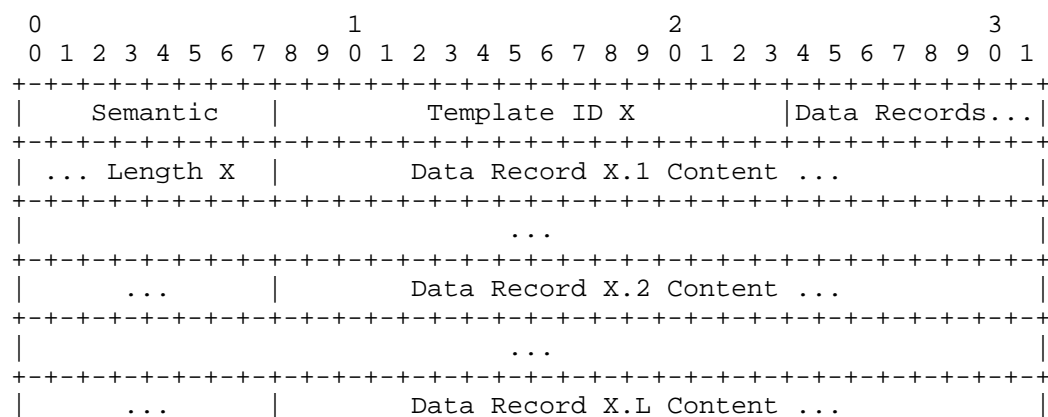 0                   1                   2                   3
 0 1 2 3 4 5 6 7 8 9 0 1 2 3 4 5 6 7 8 9 0 1 2 3 4 5 6 7 8 9 0 1
+-+-+-+-+-+-+-+-+-+-+-+-+-+-+-+-+-+-+-+-+-+-+-+-+-+-+-+-+-+-+-+-+
|    Semantic   |         Template ID X         |Data Records...|
+-+-+-+-+-+-+-+-+-+-+-+-+-+-+-+-+-+-+-+-+-+-+-+-+-+-+-+-+-+-+-+-+
| ... Length X  |        Data Record X.1 Content ...            |
+-+-+-+-+-+-+-+-+-+-+-+-+-+-+-+-+-+-+-+-+-+-+-+-+-+-+-+-+-+-+-+-+
|                              ...                              |
+-+-+-+-+-+-+-+-+-+-+-+-+-+-+-+-+-+-+-+-+-+-+-+-+-+-+-+-+-+-+-+-+
|      ...      |        Data Record X.2 Content ...            |
+-+-+-+-+-+-+-+-+-+-+-+-+-+-+-+-+-+-+-+-+-+-+-+-+-+-+-+-+-+-+-+-+
|                              ...                              |
+-+-+-+-+-+-+-+-+-+-+-+-+-+-+-+-+-+-+-+-+-+-+-+-+-+-+-+-+-+-+-+-+
|      ...      |        Data Record X.L Content ...            |